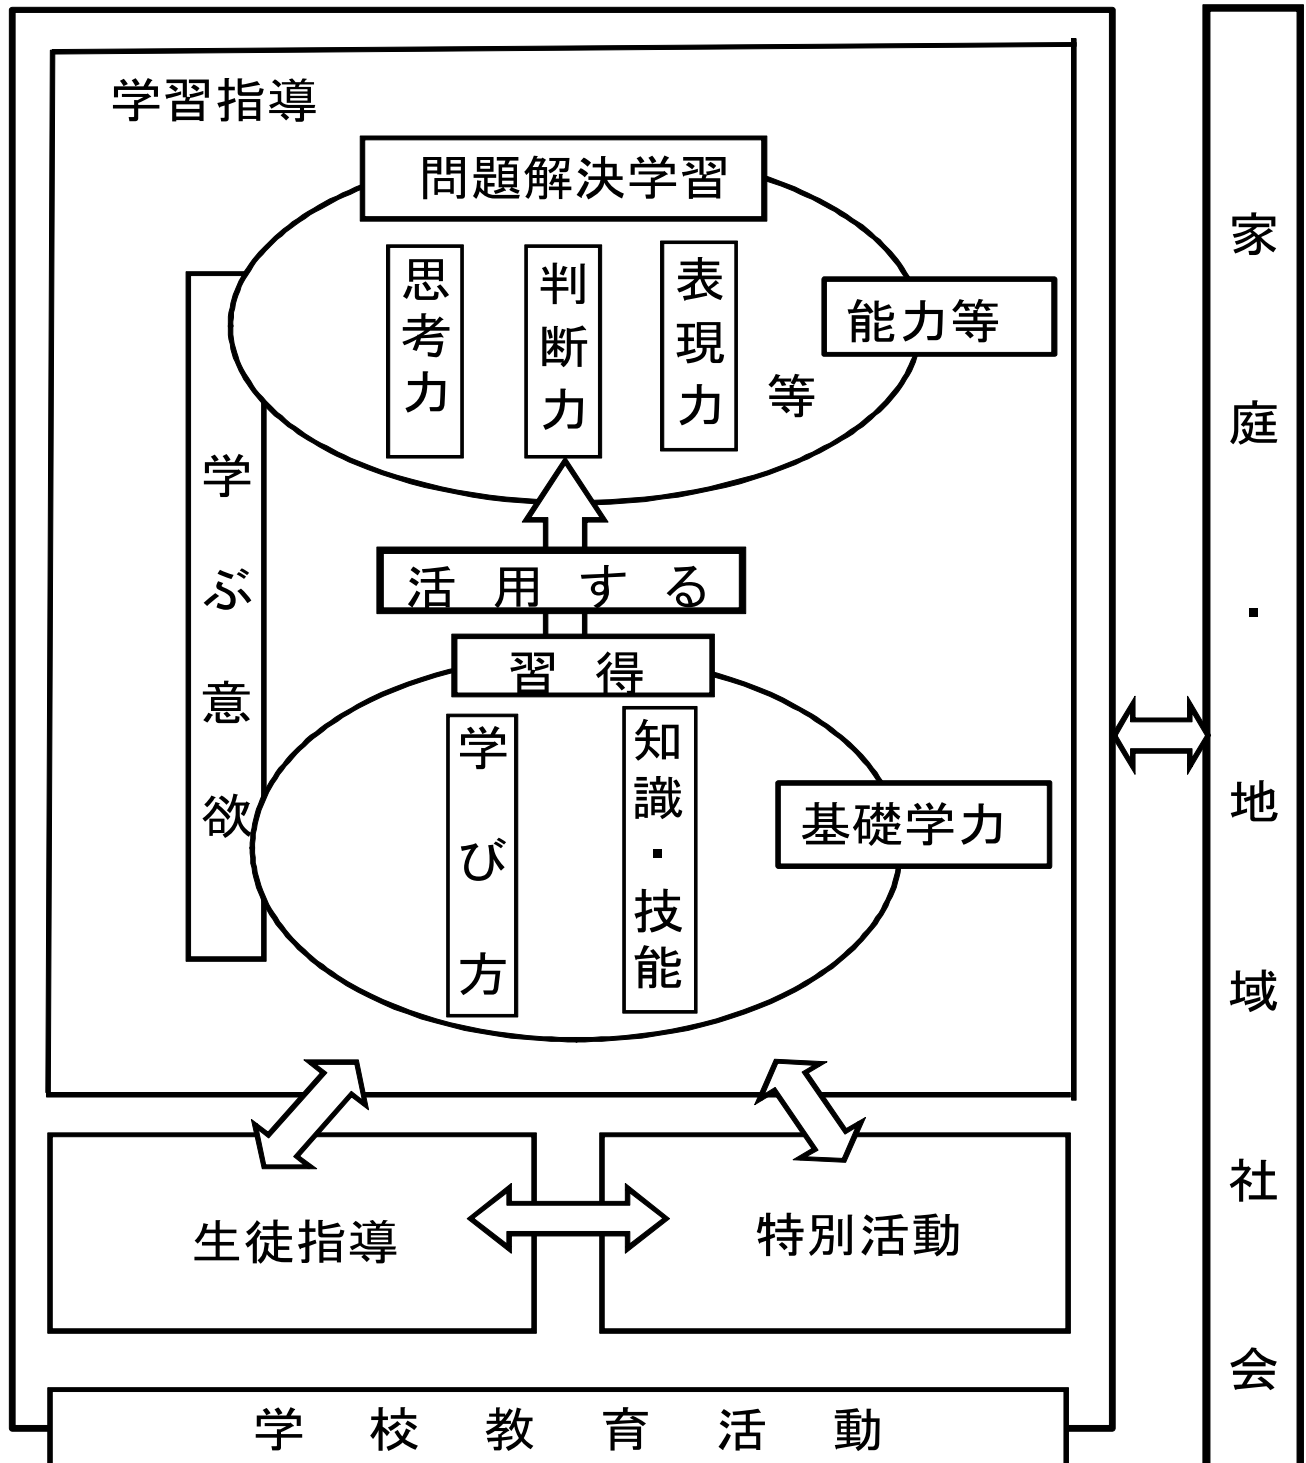 学習指導
問題解決学習
思考力
判断力
表現力
等
能力等
学ぶ意欲
活用する
習得
学び方
知識・技能
基礎学力
生徒指導
特別活動
学校教育活動
家庭・地域社会